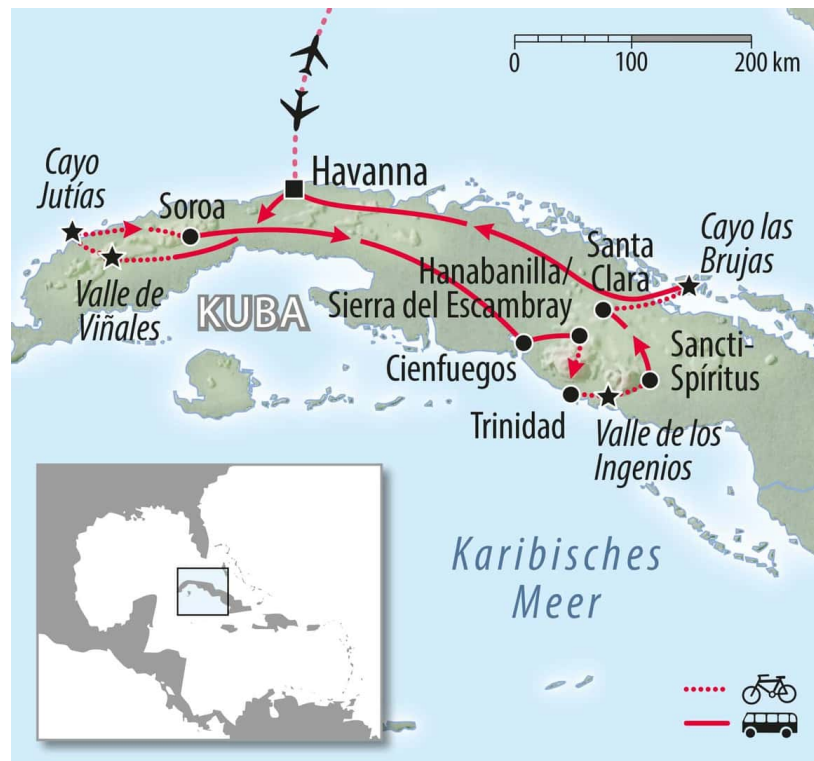 0 100 200 km
Havanna
Cayo
Jutías
Soroa
Valle de
Viñales
KUBA
Cayo las
Brujas
Santa
Clara
Hanabanilla/
Sierra del Escambray
Cienfuegos
Sancti-
Spíritus
Trinidad
Valle de los
Ingenios
Karibisches
Meer